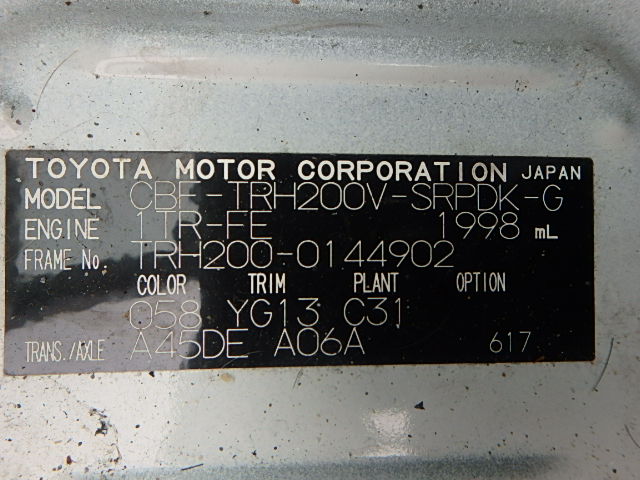 TOYOTA MOTOR CORPORATION JAPAN
MODEL CBF-TRH200V-SRPDK-G
ENGINE 1TR-FE 1998 mL
FRAME No. TRH200-0144902
COLOR TRIM PLANT OPTION
058 YG13 C31
TRANS./AXLE A45DE A06A 617